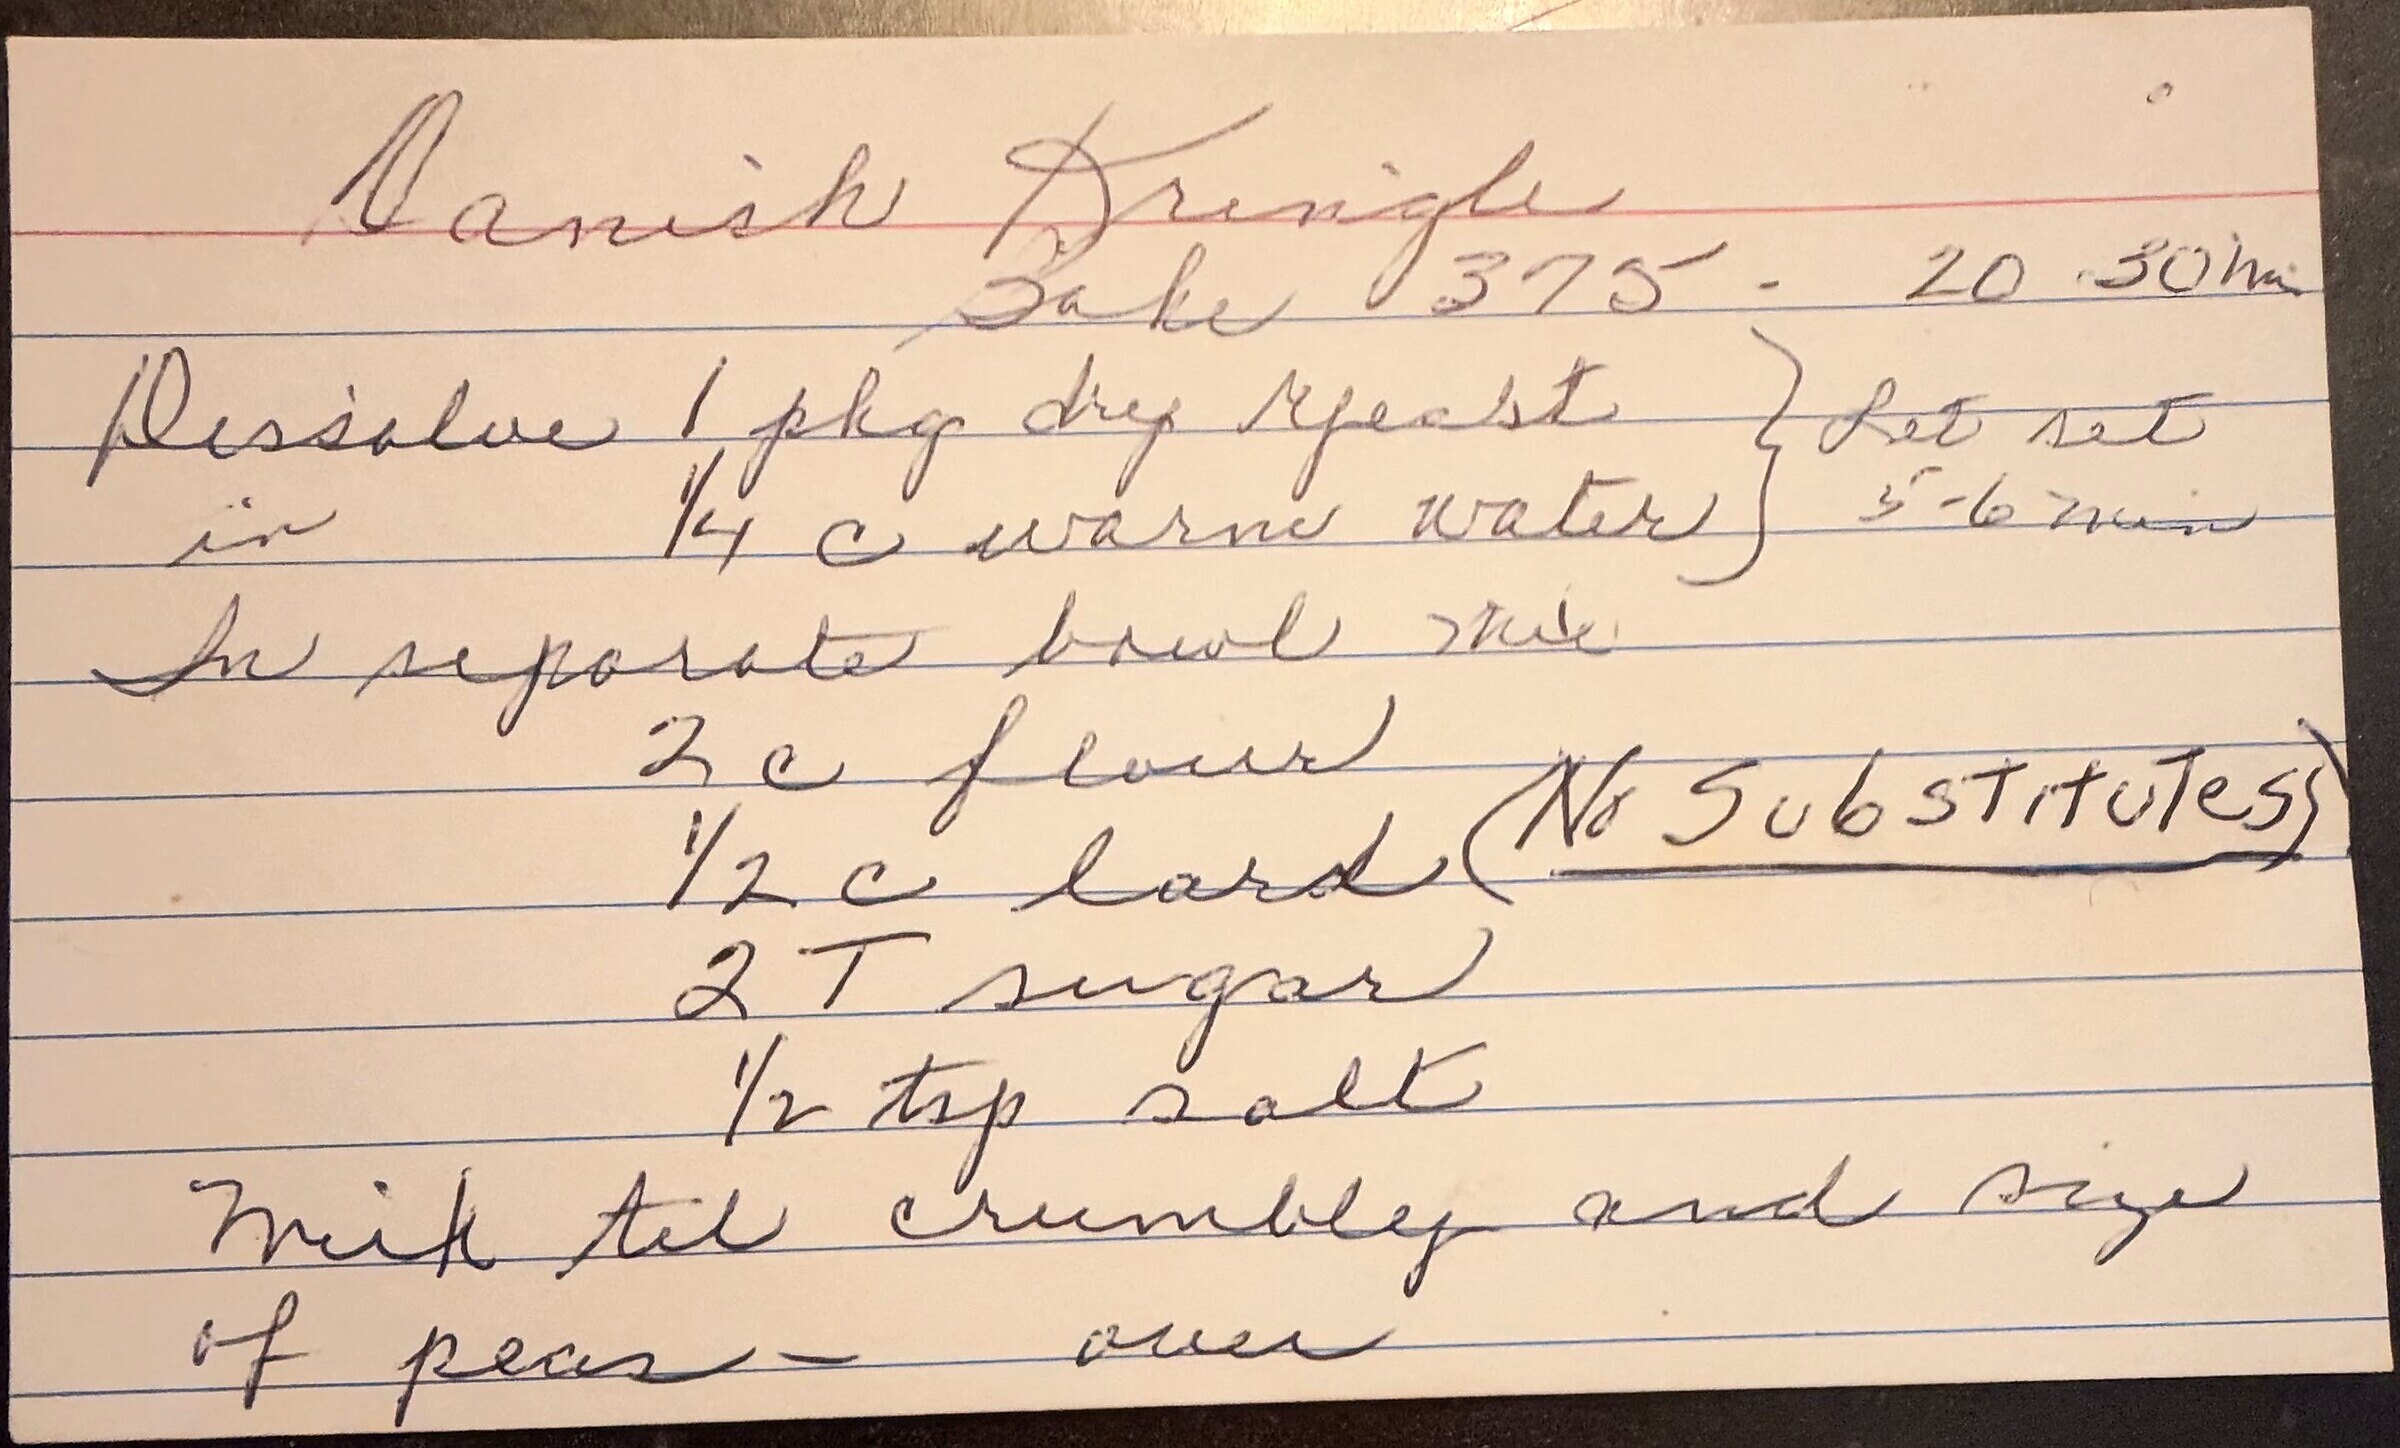 Danish Kringle
Bake 375 - 20-30 min
Dissolve 1 pkg dry yeast } Let set
in 1/4 c warm water } 5-6 min
In separate bowl mix
2 c flour
1/2 c lard (No Substitutes)
2 T sugar
1/2 tsp salt
Mix til crumbley and size
of peas - over